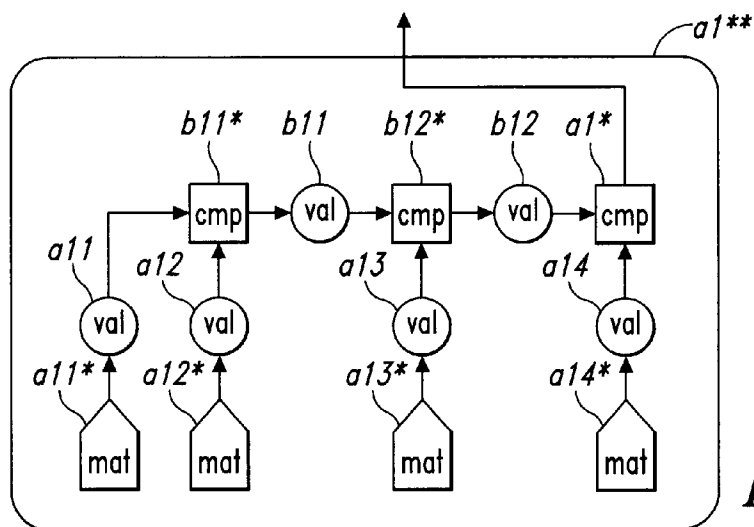 a1**
b11* b11 b12* b12 a1*
cmp val cmp val cmp
a11 a12 a13 a14
val val val val
a11* a12* a13* a14*
mat mat mat mat